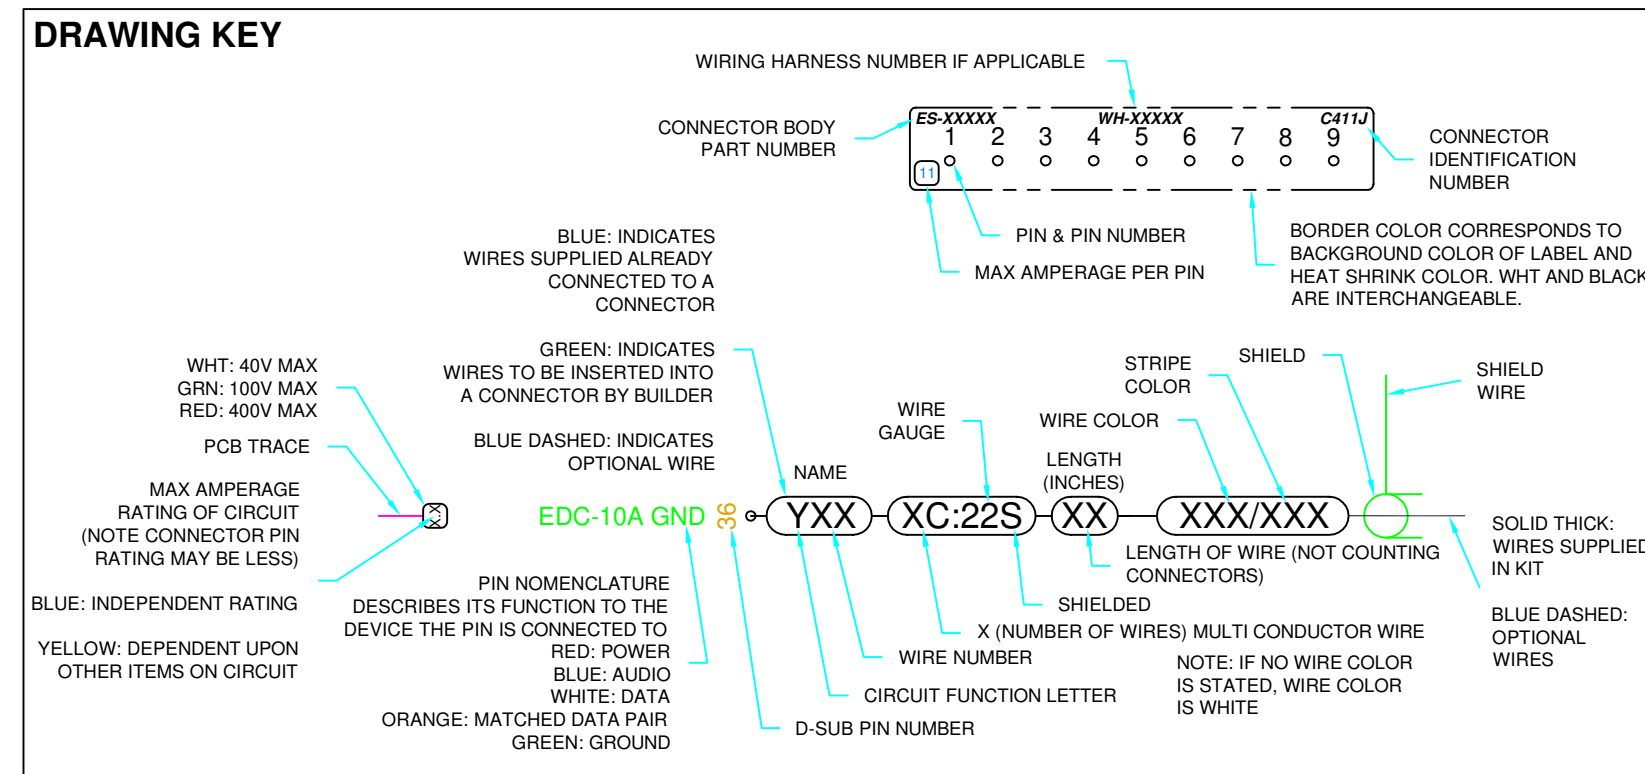 DRAWING KEY
WIRING HARNESS NUMBER IF APPLICABLE
CONNECTOR BODY
PART NUMBER
ES-XXXXX WH-XXXXX C411J
1 2 3 4 5 6 7 8 9
11
CONNECTOR
IDENTIFICATION
NUMBER
PIN & PIN NUMBER
MAX AMPERAGE PER PIN
BORDER COLOR CORRESPONDS TO
BACKGROUND COLOR OF LABEL AND
HEAT SHRINK COLOR. WHT AND BLACK
ARE INTERCHANGEABLE.
BLUE: INDICATES
WIRES SUPPLIED ALREADY
CONNECTED TO A
CONNECTOR
GREEN: INDICATES
WIRES TO BE INSERTED INTO
A CONNECTOR BY BUILDER
BLUE DASHED: INDICATES
OPTIONAL WIRE
WHT: 40V MAX
GRN: 100V MAX
RED: 400V MAX
PCB TRACE
MAX AMPERAGE
RATING OF CIRCUIT
(NOTE CONNECTOR PIN
RATING MAY BE LESS)
BLUE: INDEPENDENT RATING
YELLOW: DEPENDENT UPON
OTHER ITEMS ON CIRCUIT
XX
NAME
WIRE
GAUGE
LENGTH
(INCHES)
WIRE COLOR
STRIPE
COLOR
SHIELD
SHIELD
WIRE
EDC-10A GND 36 YXX XC:22S XX XXX/XXX
LENGTH OF WIRE (NOT COUNTING
CONNECTORS)
SHIELDED
X (NUMBER OF WIRES) MULTI CONDUCTOR WIRE
WIRE NUMBER
CIRCUIT FUNCTION LETTER
D-SUB PIN NUMBER
PIN NOMENCLATURE
DESCRIBES ITS FUNCTION TO THE
DEVICE THE PIN IS CONNECTED TO
RED: POWER
BLUE: AUDIO
WHITE: DATA
ORANGE: MATCHED DATA PAIR
GREEN: GROUND
NOTE: IF NO WIRE COLOR
IS STATED, WIRE COLOR
IS WHITE
SOLID THICK:
WIRES SUPPLIED
IN KIT
BLUE DASHED:
OPTIONAL
WIRES